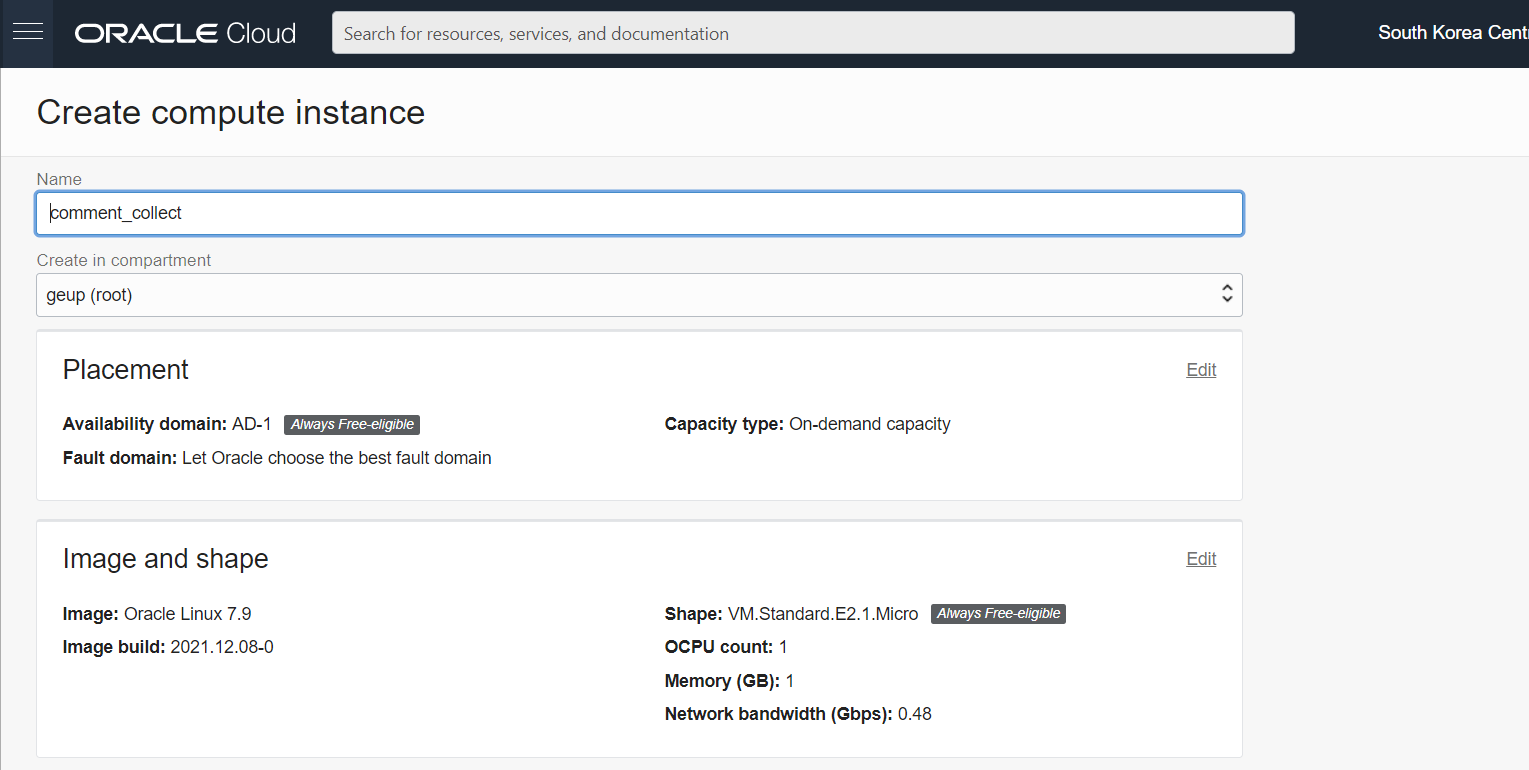 ORACLE Cloud
Search for resources, services, and documentation
South Korea Cent
Create compute instance
Name
comment_collect
Create in compartment
geup (root)
Placement
Edit
Availability domain: AD-1 Always Free-eligible
Capacity type: On-demand capacity
Fault domain: Let Oracle choose the best fault domain
Image and shape
Edit
Image: Oracle Linux 7.9
Shape: VM.Standard.E2.1.Micro Always Free-eligible
Image build: 2021.12.08-0
OCPU count: 1
Memory (GB): 1
Network bandwidth (Gbps): 0.48